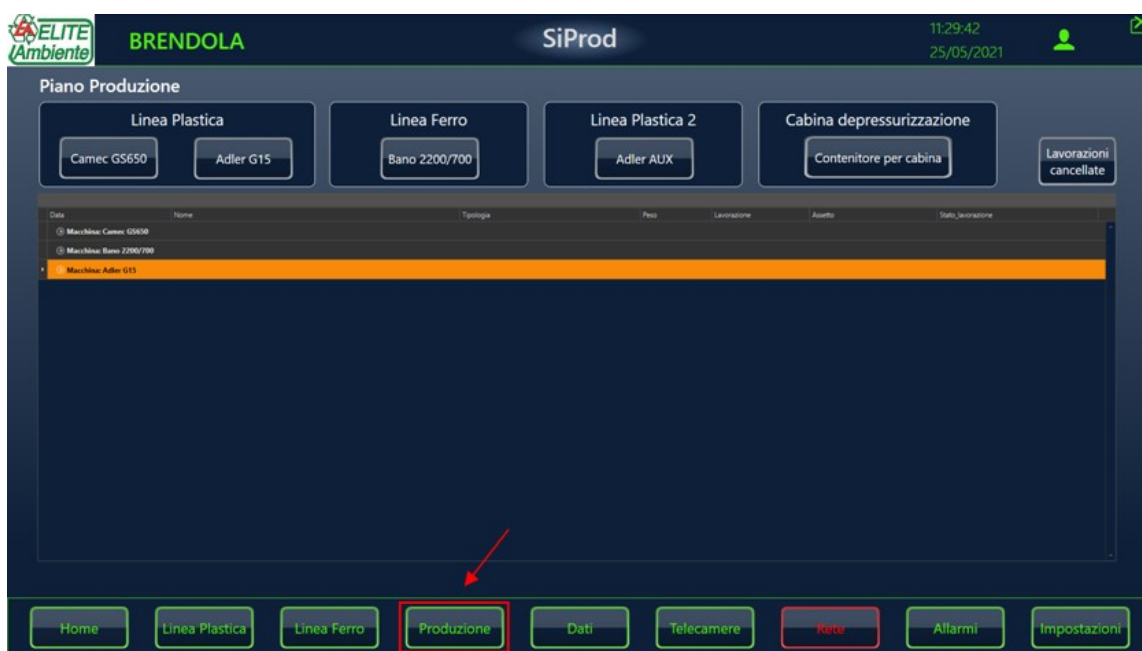 ELITE
Ambiente
BRENDOLA
SiProd
11:29:42
25/05/2021
Piano Produzione
Linea Plastica
Camec GS650
Adler G15
Linea Ferro
Bano 2200/700
Linea Plastica 2
Adler AUX
Cabina depressurizzazione
Contenitore per cabina
Lavorazioni
cancellate
Data Nome Tipologia Peso Lavorazione Assetto Stato_lavorazione
Macchina: Camec GS650
Macchina: Bano 2200/700
Macchina: Adler G15
Home Linea Plastica Linea Ferro Produzione Dati Telecamere Rete Allarmi Impostazioni